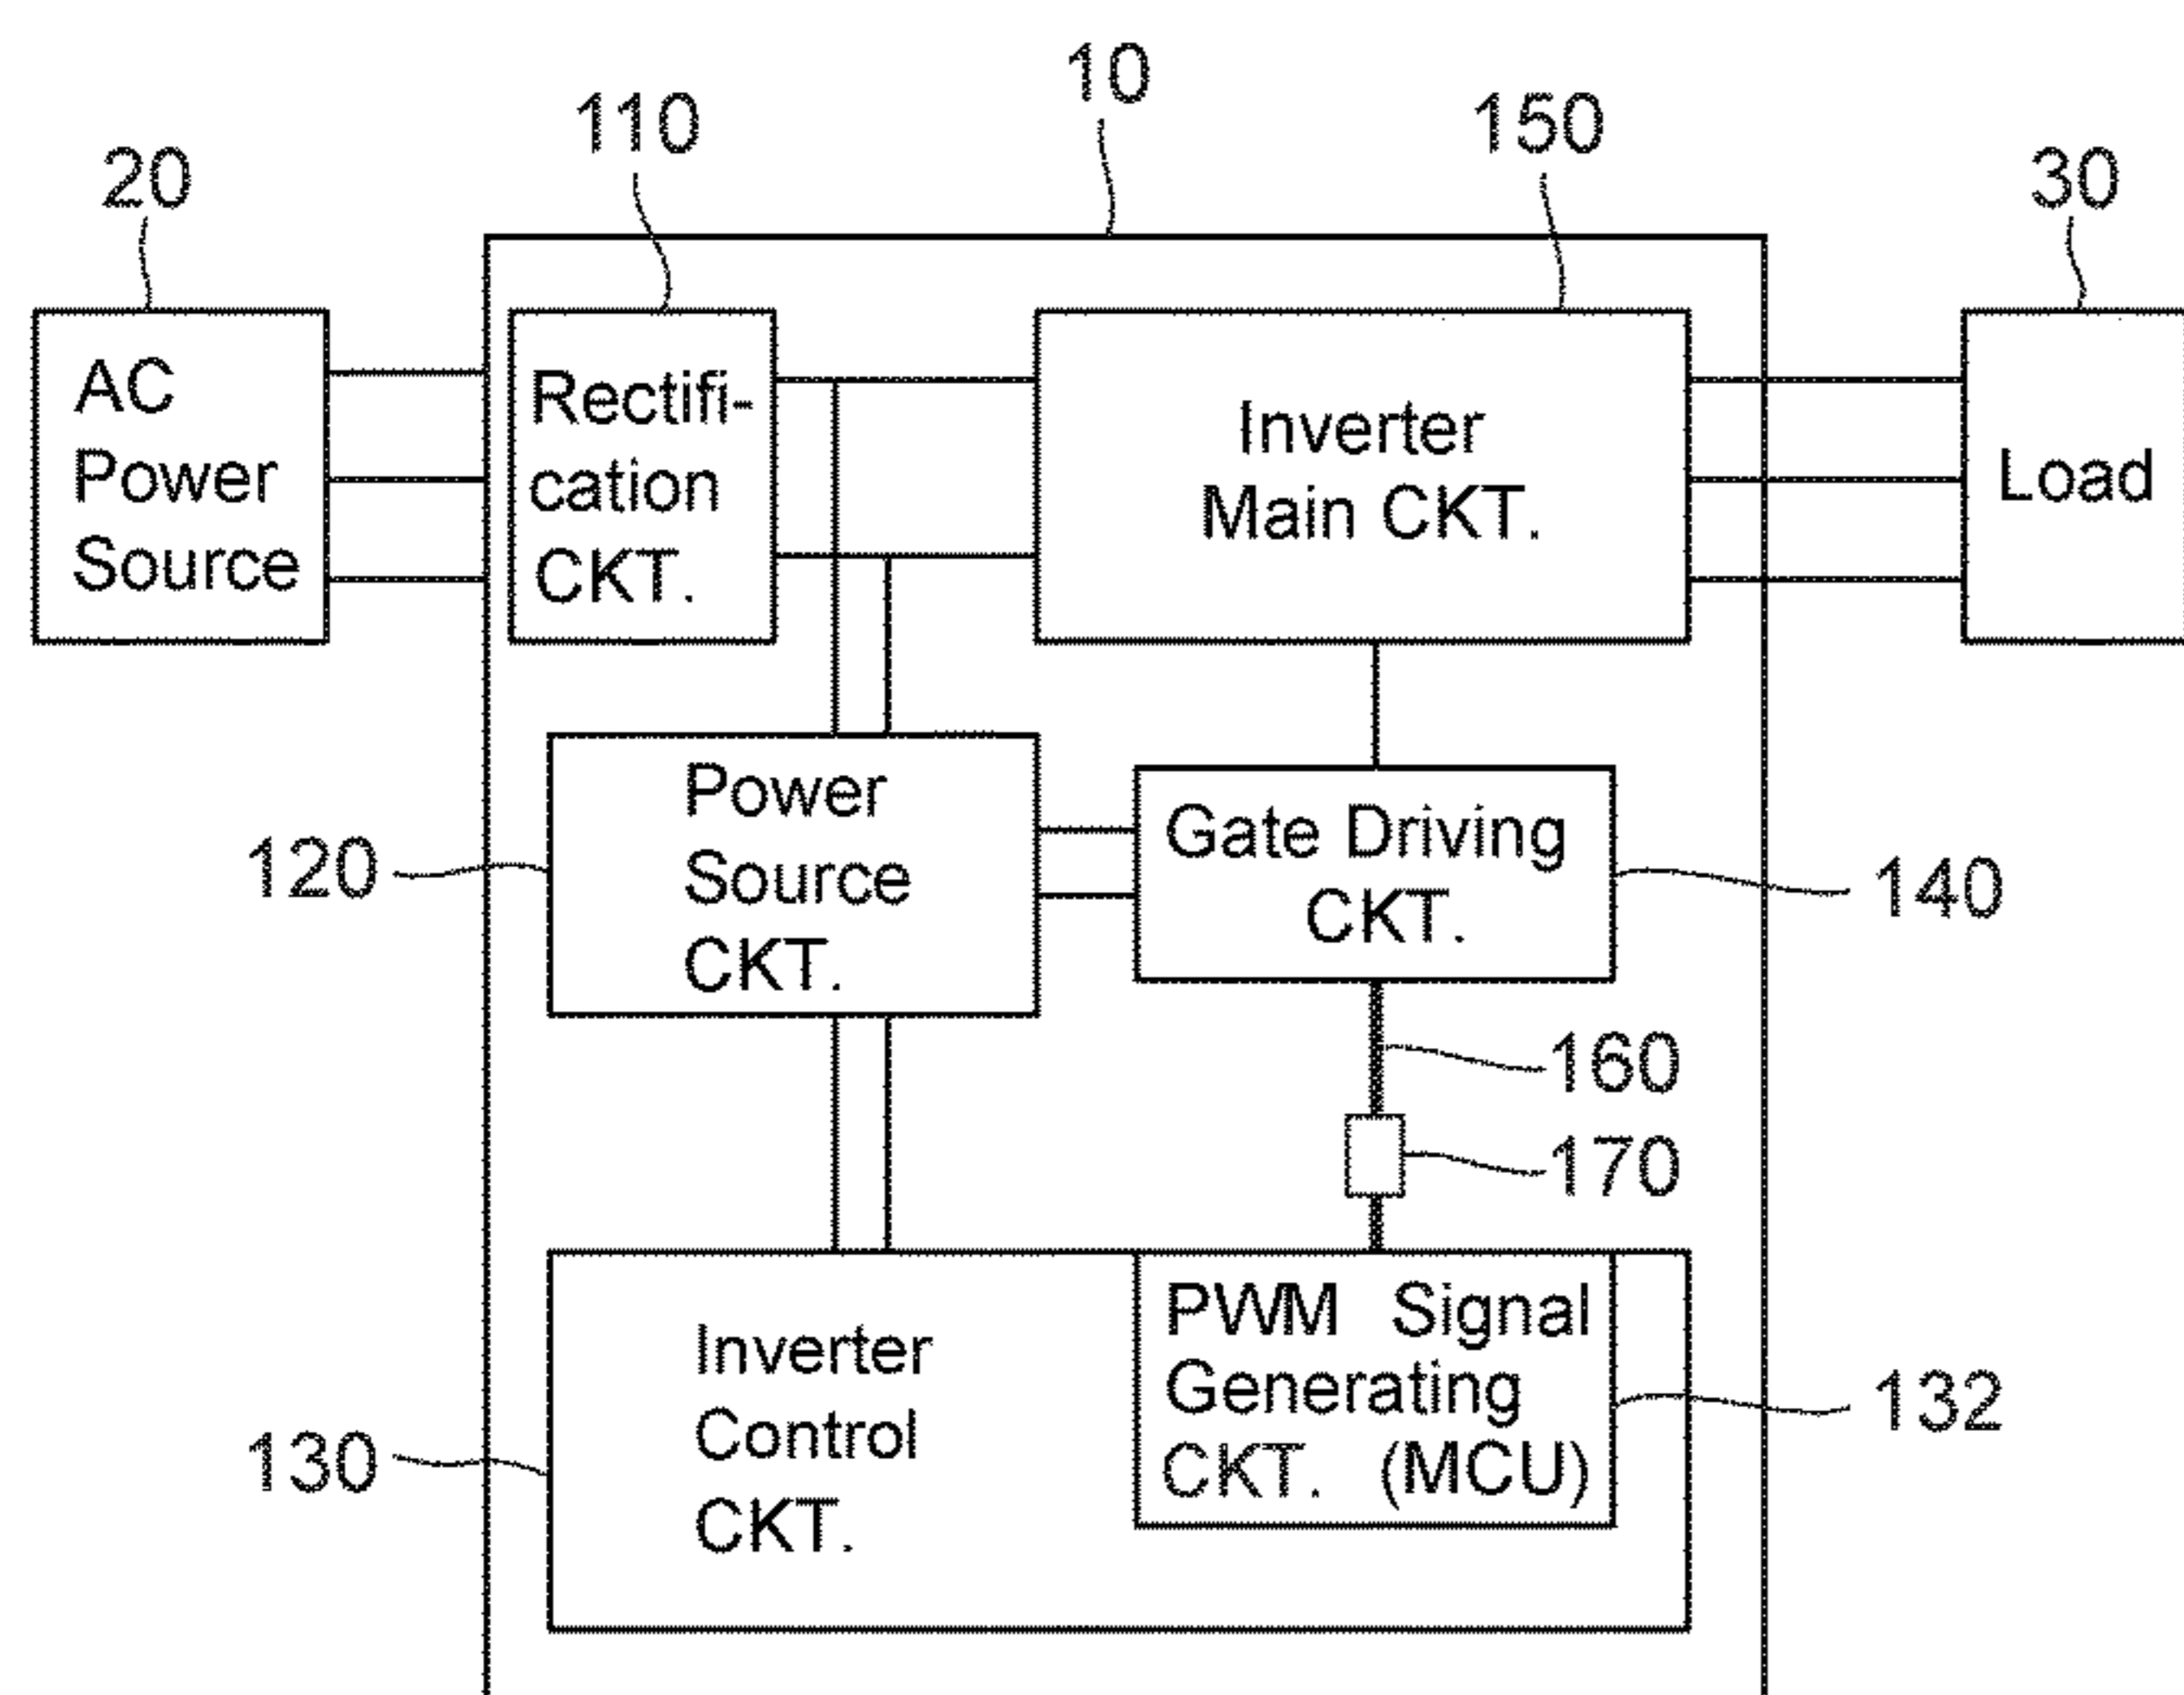 10
110
150
20
30
AC
Power
Source
Rectifi-
cation
CKT.
Inverter
Main CKT.
Load
Power
Source
CKT.
Gate Driving
CKT.
120
140
160
170
Inverter
Control
CKT.
PWM Signal
Generating
CKT. (MCU)
130
132